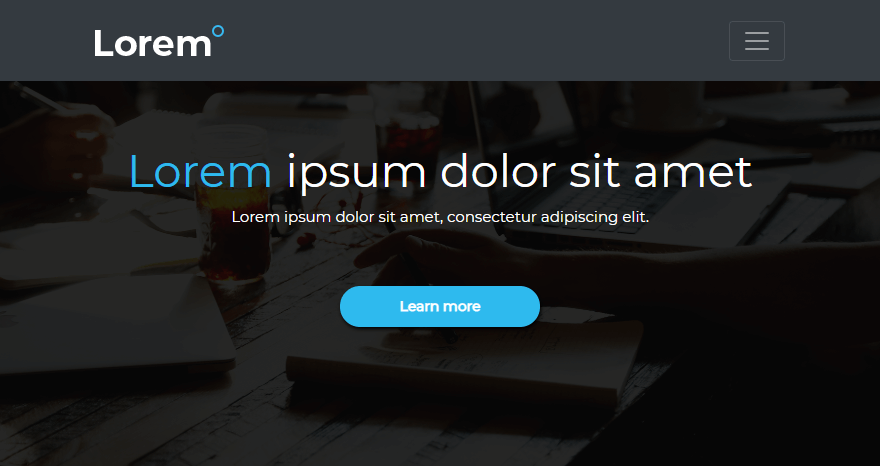 Lorem
Lorem ipsum dolor sit amet
Lorem ipsum dolor sit amet, consectetur adipiscing elit.
Learn more